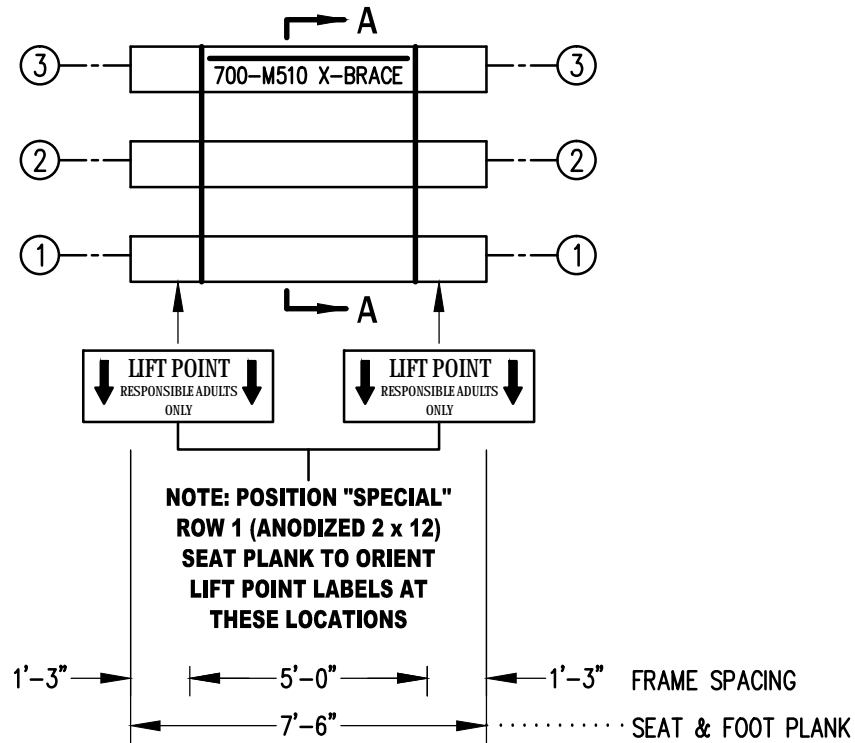 A
3 700-M510 X-BRACE 3
2 2
1 1
A
LIFT POINT
RESPONSIBLE ADULTS
ONLY
LIFT POINT
RESPONSIBLE ADULTS
ONLY
NOTE: POSITION "SPECIAL"
ROW 1 (ANODIZED 2 x 12)
SEAT PLANK TO ORIENT
LIFT POINT LABELS AT
THESE LOCATIONS
1'-3" 5'-0" 1'-3" FRAME SPACING
7'-6" SEAT & FOOT PLANK